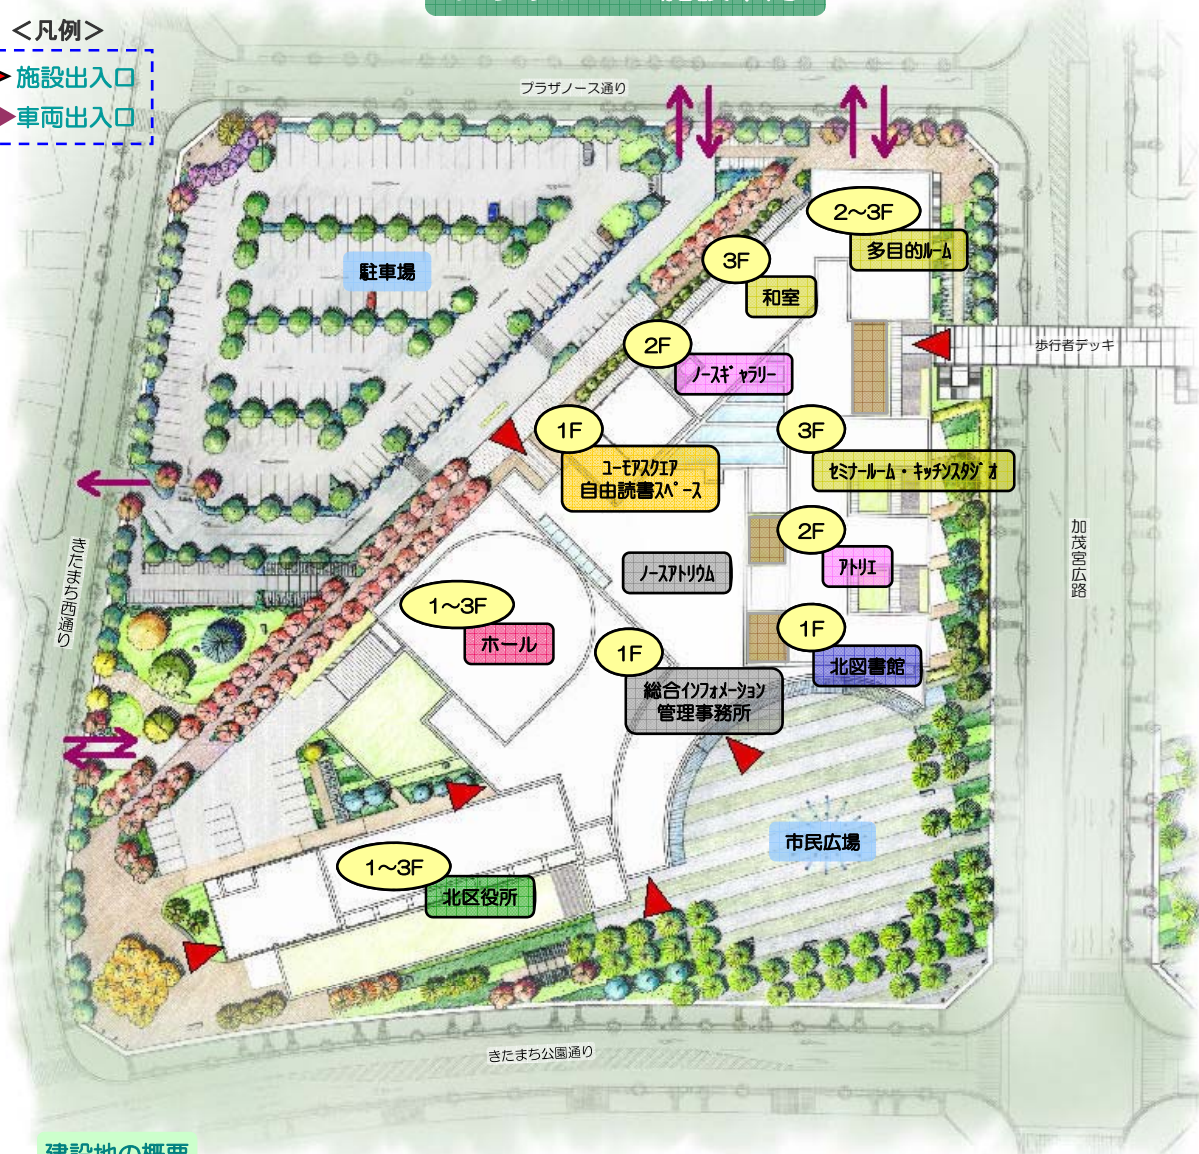 ＜凡例＞
施設出入口
車両出入口
プラザノース通り
2～3F
多目的ﾙｰﾑ
3F
和室
駐車場
歩行者デッキ
2F
ﾉｰｽｷﾞｬﾗﾘｰ
1F
ﾕｰﾓｱｽｸｴｱ
自由読書ｽﾍﾟｰｽ
3F
ｾﾐﾅｰﾙｰﾑ・ｷｯﾁﾝｽﾀｼﾞｵ
2F
ｱﾄﾘｴ
ﾉｰｽｱﾄﾘｳﾑ
加茂宮広路
きたまち西通り
1～3F
ホール
1F
北図書館
1F
総合ｲﾝﾌｫﾒｰｼｮﾝ
管理事務所
市民広場
1～3F
北区役所
きたまち公園通り
建設地の概要